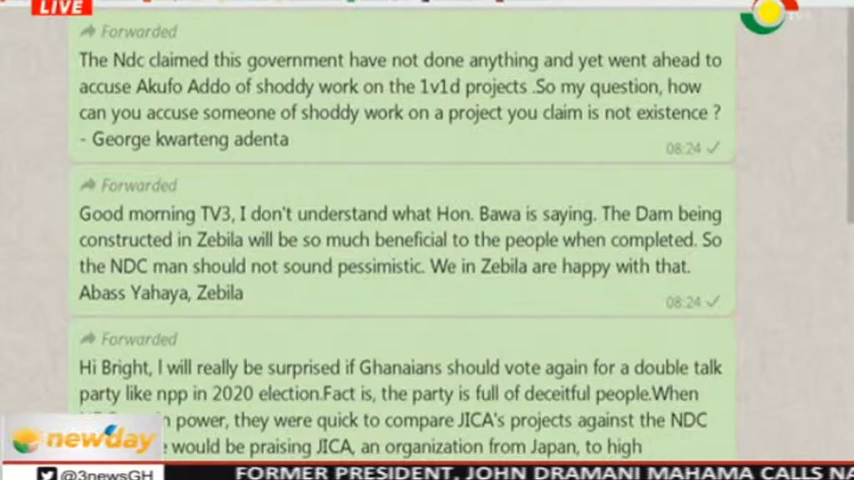 LIVE
Forwarded
The Ndc claimed this government have not done anything and yet went ahead to
accuse Akufo Addo of shoddy work on the 1v1d projects .So my question, how
can you accuse someone of shoddy work on a project you claim is not existence ?
- George kwarteng adenta
08:24
Forwarded
Good morning TV3, I don't understand what Hon. Bawa is saying. The Dam being
constructed in Zebila will be so much beneficial to the people when completed. So
the NDC man should not sound pessimistic. We in Zebila are happy with that.
Abass Yahaya, Zebila
08:24
Forwarded
Hi Bright, I will really be surprised if Ghanaians should vote again for a double talk
party like npp in 2020 election.Fact is, the party is full of deceitful people.When
power, they were quick to compare JICA's projects against the NDC
would be praising JICA, an organization from Japan, to high
newday
@3newsGH
FORMER PRESIDENT, JOHN DRAMANI MAHAMA CALLS NA